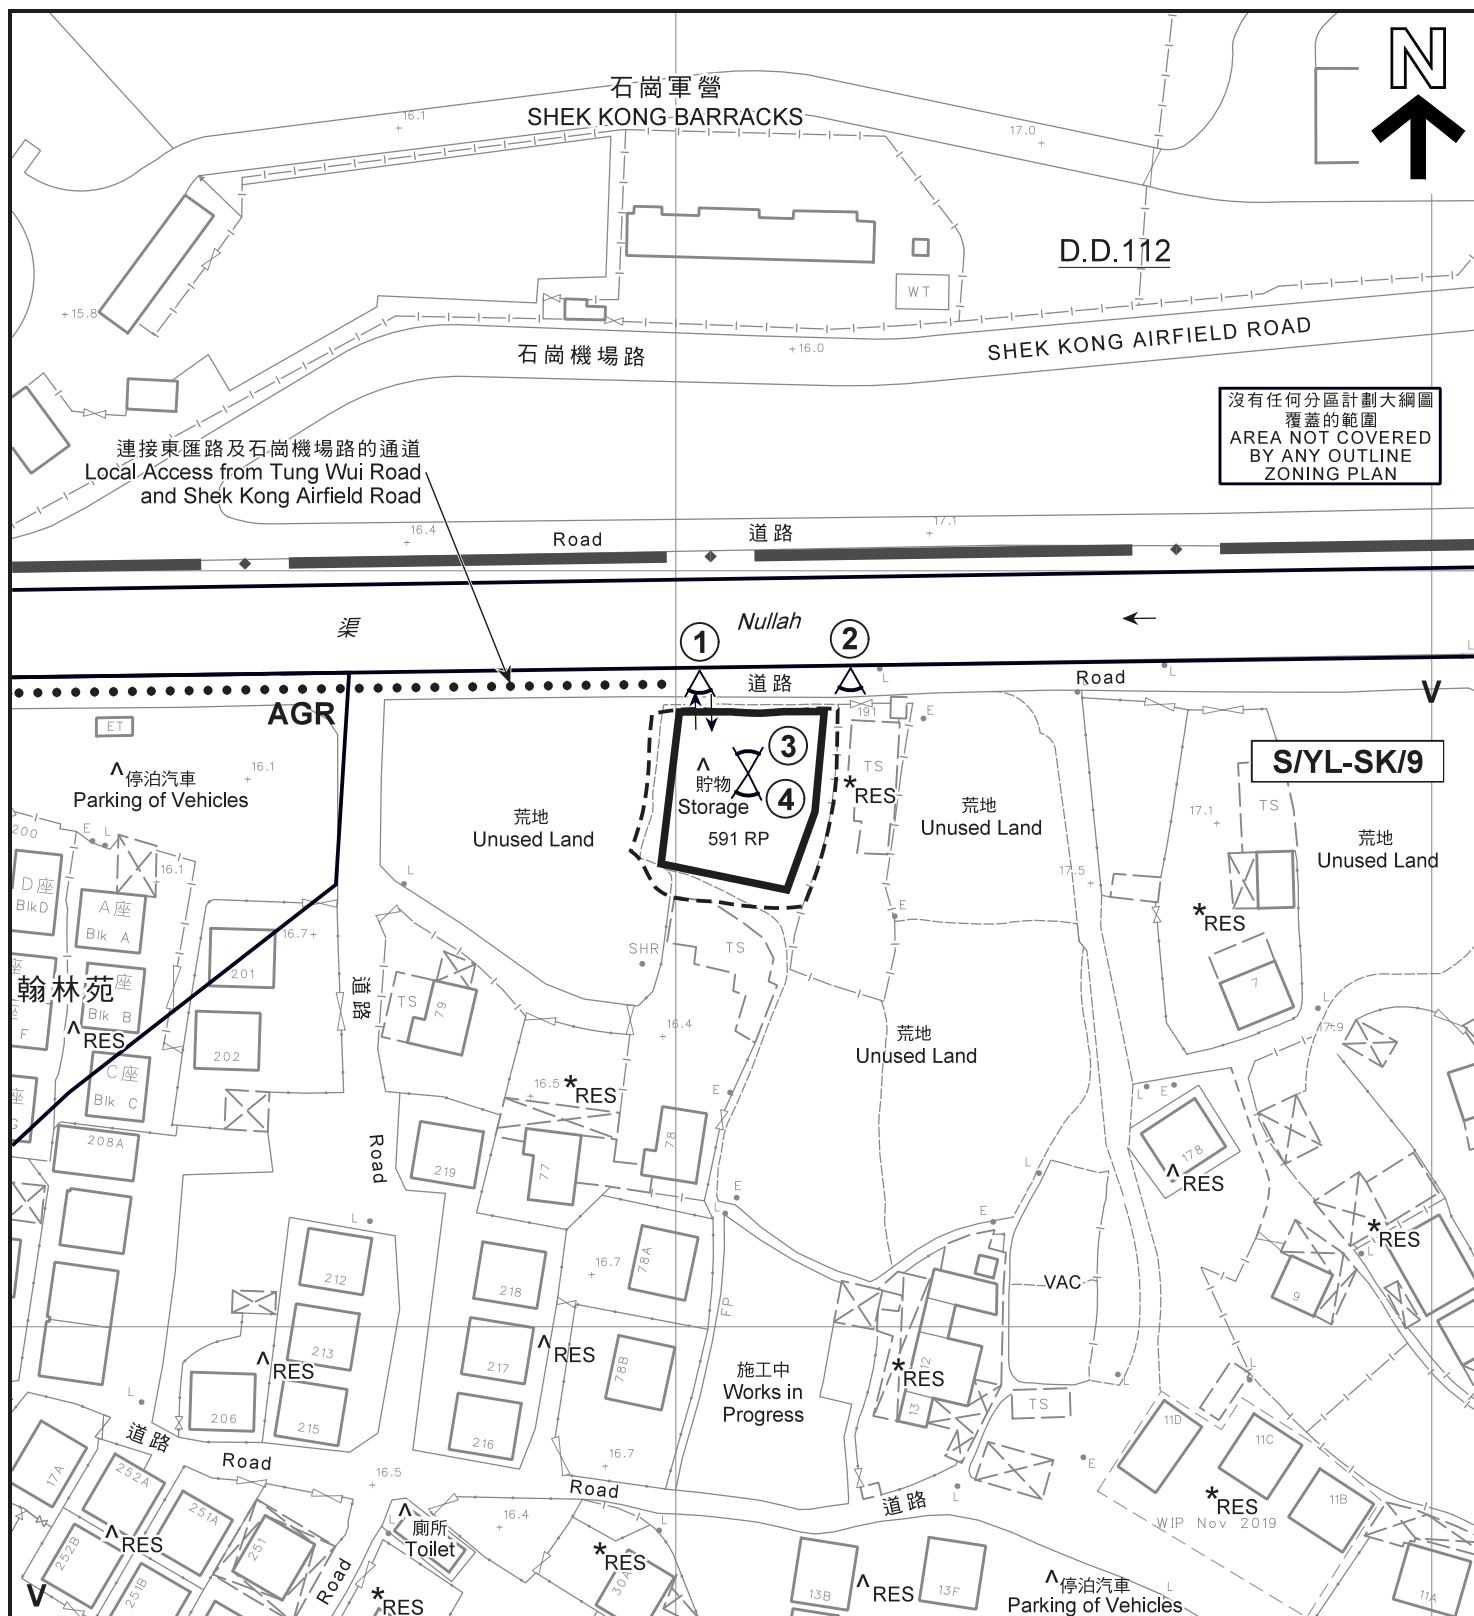 石崗軍營
SHEK KONG BARRACKS
N
16.1
17.0
D.D.112
WT
15.8
石崗機場路
16.0
SHEK KONG AIRFIELD ROAD
沒有任何分區計劃大綱圖
覆蓋的範圍
AREA NOT COVERED
BY ANY OUTLINE
ZONING PLAN
連接東匯路及石崗機場路的通道
Local Access from Tung Wui Road
and Shek Kong Airfield Road
16.4
Road
道路
17.1
渠
Nullah
1
2
L
L
L
道路
Road
V
AGR
ET
^停泊汽車
Parking of Vehicles
16.1
191
E
3
4
^
貯物
Storage
591 RP
TS
*RES
S/YL-SK/9
荒地
Unused Land
荒地
Unused Land
17.1
TS
荒地
Unused Land
200
E
L
16.1
D座
BlkD
A座
Blk A
L
17.5
E
*RES
16.7
201
SHR
TS
翰林苑
座
Blk B
F
^RES
道路
TS
79
7
L
17.9
202
16.4
荒地
Unused Land
C座
Blk C
G
16.5
*RES
E
L
E
208A
Road
219
77
78
178
^RES
L
E
L
E
L
*RES
L
212
218
16.7
78A
VAC
9
FP
213
^RES
217
^RES
78B
施工中
Works in
Progress
*RES
12
13
L
L
206
215
216
TS
11D
11C
道路
Road
16.7
16.5
Road
E
17A
252A
251A
道路
L
*RES
11B
WIP Nov 2019
^
廁所
Toilet
16.4
L
252B
^RES
251
*RES
V
251B
Road
*RES
30A
13B
^RES
13F
^停泊汽車
Parking of Vehicles
L
11A